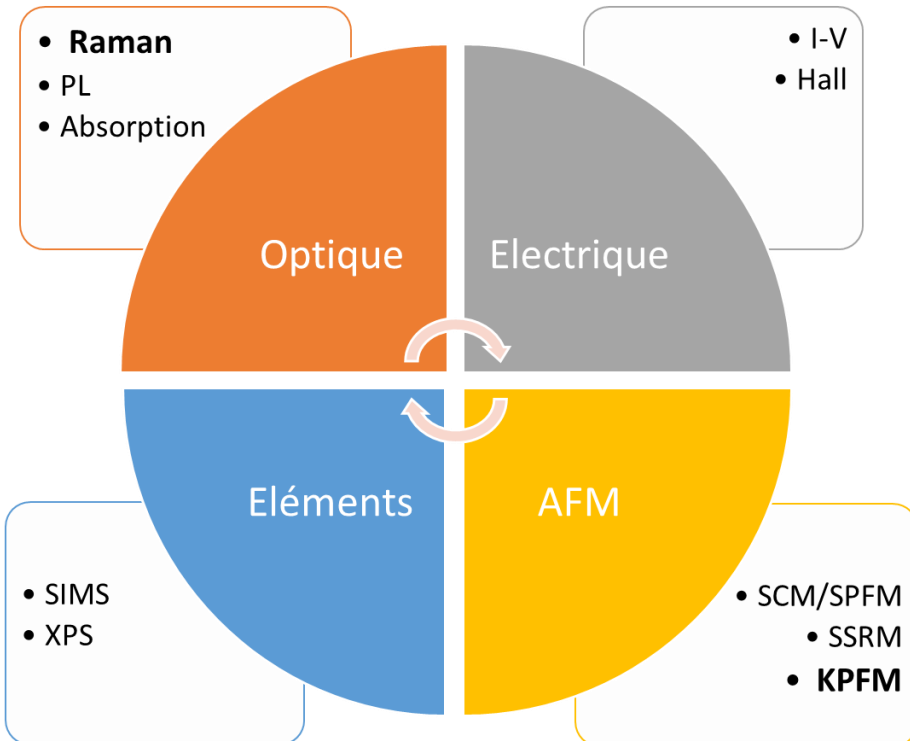 • Raman
• PL
• Absorption
• I-V
• Hall
Optique
Electrique
Eléments
AFM
• SIMS
• XPS
• SCM/SPFM
• SSRM
• KPFM